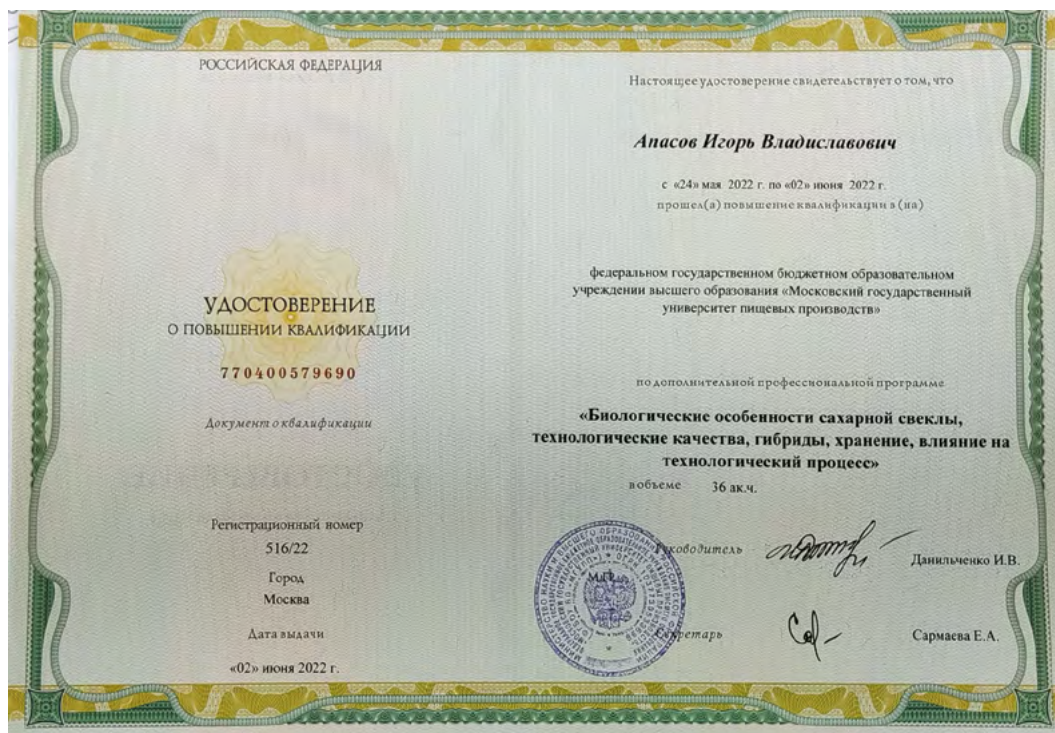 РОССИЙСКАЯ ФЕДЕРАЦИЯ
УДОСТОВЕРЕНИЕ
О ПОВЫШЕНИИ КВАЛИФИКАЦИИ
770400579690
Документ о квалификации
Регистрационный номер
516/22
Город
Москва
Дата выдачи
«02» июня 2022 г.
Настоящее удостоверение свидетельствует о том, что
Апасов Игорь Владиславович
с «24» мая 2022 г. по «02» июня 2022 г.
прошел(а) повышение квалификации в (на)
федеральном государственном бюджетном образовательном
учреждении высшего образования «Московский государственный
университет пищевых производств»
по дополнительной профессиональной программе
«Биологические особенности сахарной свеклы,
технологические качества, гибриды, хранение, влияние на
технологический процесс»
в объеме 36 ак.ч.
Руководитель Данильченко И.В.
М.П.
Секретарь Сармаева Е.А.